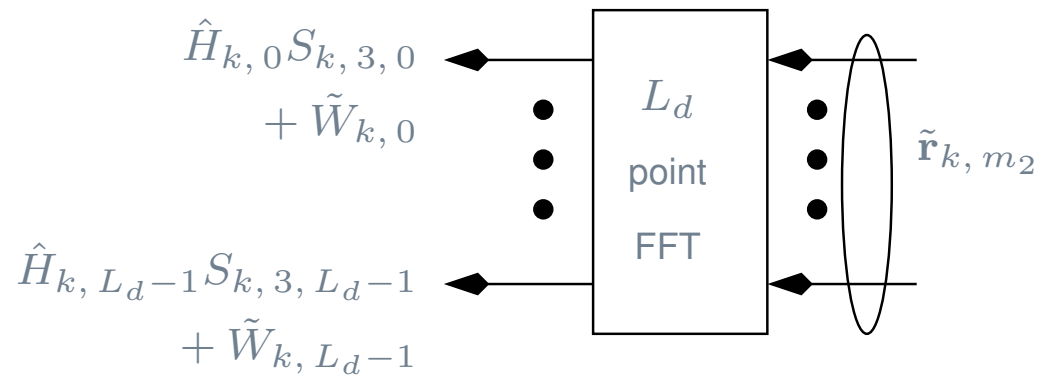 Ĥ_{k, 0}S_{k, 3, 0}
+ W̃_{k, 0}
L_d
point
FFT
r̃_{k, m_2}
Ĥ_{k, L_d−1}S_{k, 3, L_d−1}
+ W̃_{k, L_d−1}